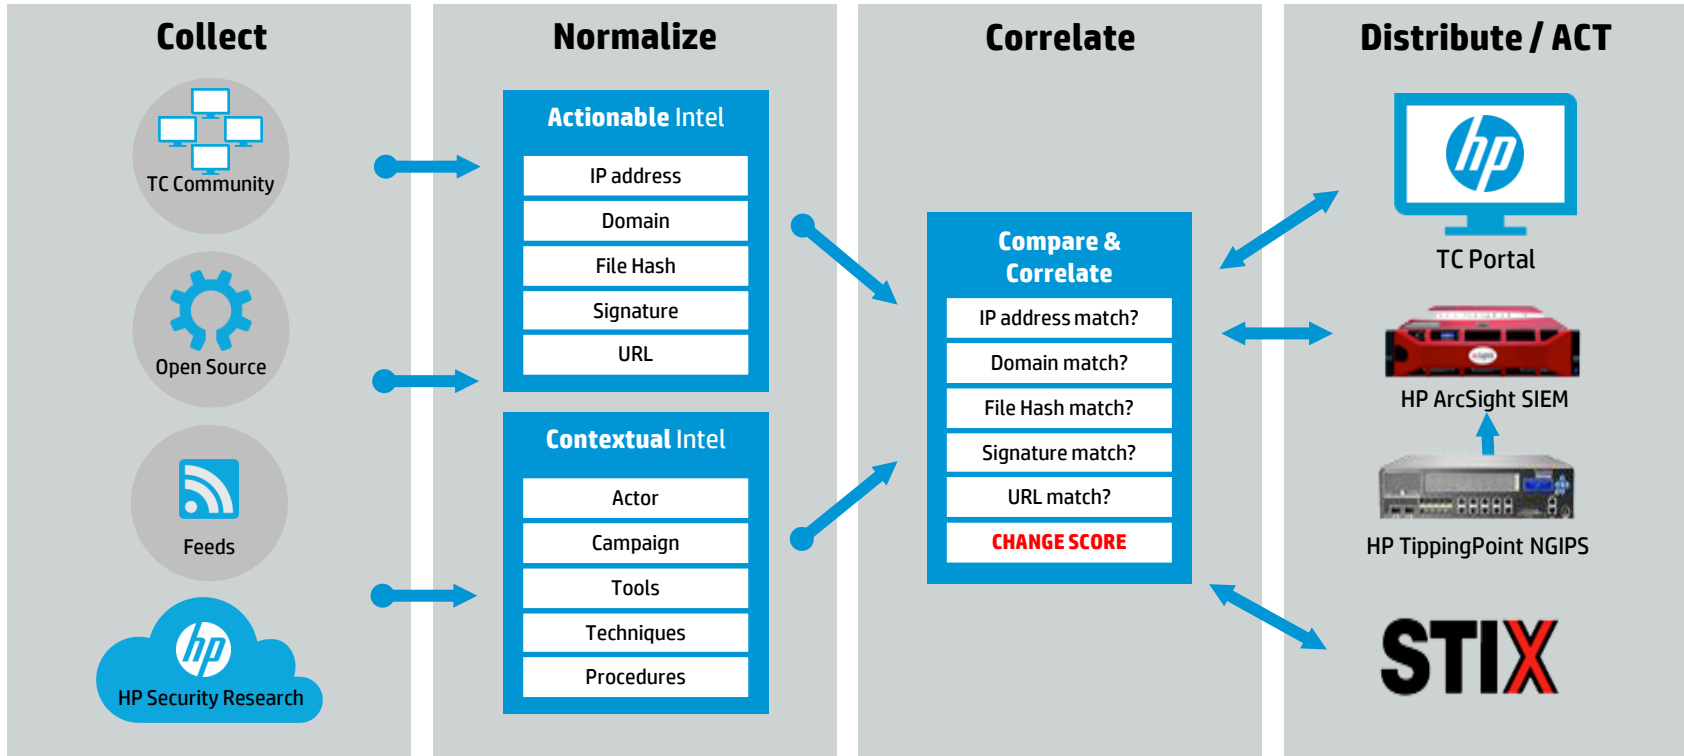 Collect
TC Community
Open Source
Feeds
hp
HP Security Research
Normalize
Actionable Intel
IP address
Domain
File Hash
Signature
URL
Contextual Intel
Actor
Campaign
Tools
Techniques
Procedures
Correlate
Compare &
Correlate
IP address match?
Domain match?
File Hash match?
Signature match?
URL match?
CHANGE SCORE
Distribute / ACT
hp
TC Portal
HP ArcSight SIEM
HP TippingPoint NGIPS
STIX